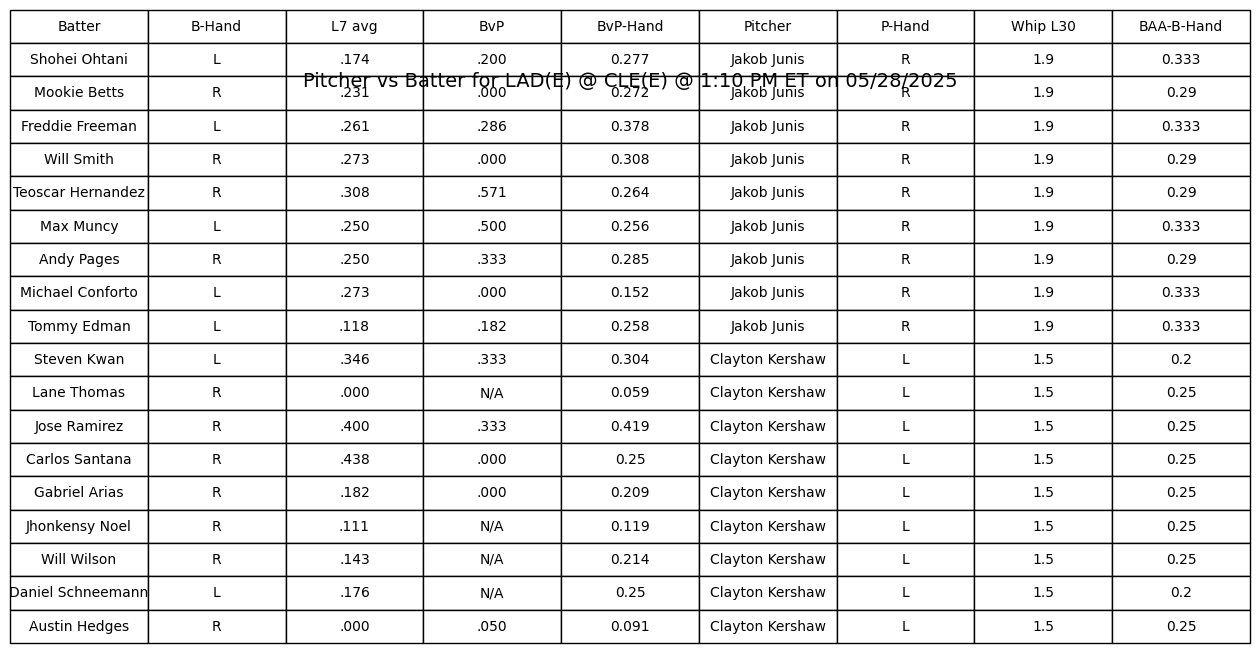 Batter B-Hand L7 avg BvP BvP-Hand Pitcher P-Hand Whip L30 BAA-B-Hand
Shohei Ohtani L .174 .200 0.277 Jakob Junis R 1.9 0.333
Pitcher vs Batter for LAD(E) @ CLE(E) @ 1:10 PM ET on 05/28/2025
Mookie Betts R .231 .000 0.272 Jakob Junis R 1.9 0.29
Freddie Freeman L .261 .286 0.378 Jakob Junis R 1.9 0.333
Will Smith R .273 .000 0.308 Jakob Junis R 1.9 0.29
Teoscar Hernandez R .308 .571 0.264 Jakob Junis R 1.9 0.29
Max Muncy L .250 .500 0.256 Jakob Junis R 1.9 0.333
Andy Pages R .250 .333 0.285 Jakob Junis R 1.9 0.29
Michael Conforto L .273 .000 0.152 Jakob Junis R 1.9 0.333
Tommy Edman L .118 .182 0.258 Jakob Junis R 1.9 0.333
Steven Kwan L .346 .333 0.304 Clayton Kershaw L 1.5 0.2
Lane Thomas R .000 N/A 0.059 Clayton Kershaw L 1.5 0.25
Jose Ramirez R .400 .333 0.419 Clayton Kershaw L 1.5 0.25
Carlos Santana R .438 .000 0.25 Clayton Kershaw L 1.5 0.25
Gabriel Arias R .182 .000 0.209 Clayton Kershaw L 1.5 0.25
Jhonkensy Noel R .111 N/A 0.119 Clayton Kershaw L 1.5 0.25
Will Wilson R .143 N/A 0.214 Clayton Kershaw L 1.5 0.25
Daniel Schneemann L .176 N/A 0.25 Clayton Kershaw L 1.5 0.2
Austin Hedges R .000 .050 0.091 Clayton Kershaw L 1.5 0.25